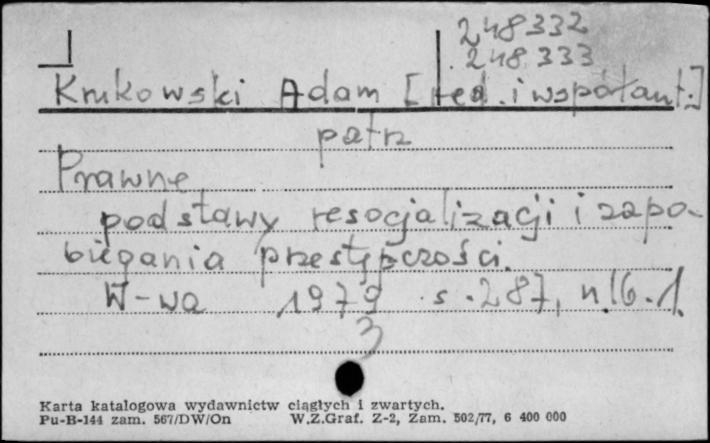 248332
248333
Krukowski Adam [red. i współaut.]
patrz
Prawne
podstawy resocjalizacji i zapo-
biegania przestępczości.
W-wa 1979 s. 287, nlb. 1.
3
Karta katalogowa wydawnictw ciągłych i zwartych.
Pu-B-144 zam. 567/DW/On W.Z.Graf. Z-2, Zam. 502/77, 6 400 000